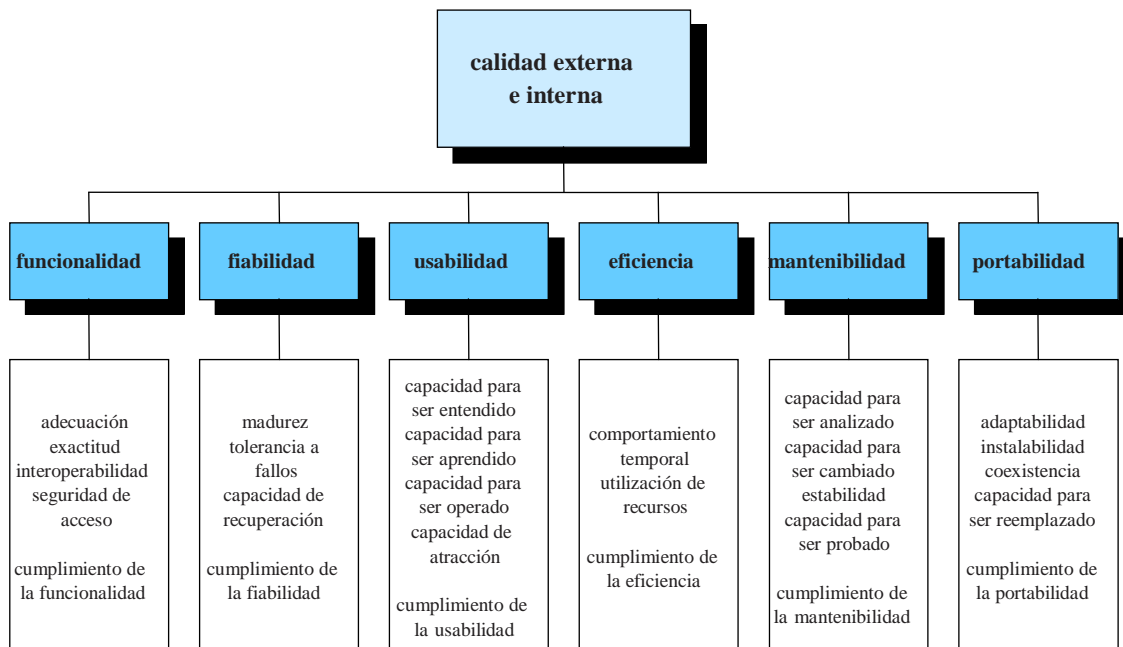 calidad externa
e interna
funcionalidad
fiabilidad
usabilidad
eficiencia
mantenibilidad
portabilidad
adecuación
exactitud
interoperabilidad
seguridad de
acceso
cumplimiento de
la funcionalidad
madurez
tolerancia a
fallos
capacidad de
recuperación
cumplimiento de
la fiabilidad
capacidad para
ser entendido
capacidad para
ser aprendido
capacidad para
ser operado
capacidad de
atracción
cumplimiento de
la usabilidad
comportamiento
temporal
utilización de
recursos
cumplimiento de
la eficiencia
capacidad para
ser analizado
capacidad para
ser cambiado
estabilidad
capacidad para
ser probado
cumplimiento de
la mantenibilidad
adaptabilidad
instalabilidad
coexistencia
capacidad para
ser reemplazado
cumplimiento de
la portabilidad